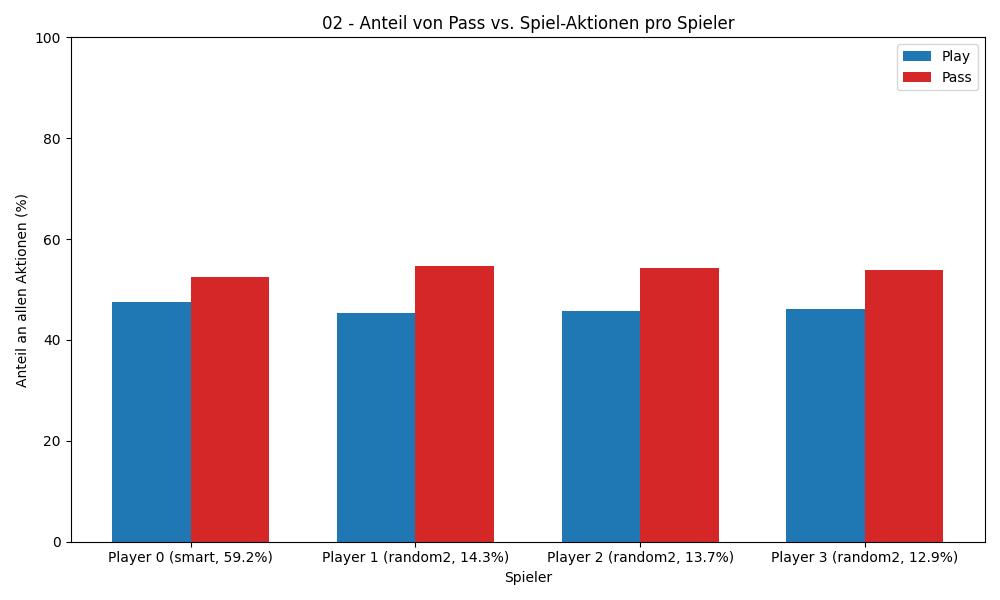 02 - Anteil von Pass vs. Spiel-Aktionen pro Spieler
Play
Pass
Anteil an allen Aktionen (%)
100
80
60
40
20
0
Player 0 (smart, 59.2%)
Player 1 (random2, 14.3%)
Player 2 (random2, 13.7%)
Player 3 (random2, 12.9%)
Spieler